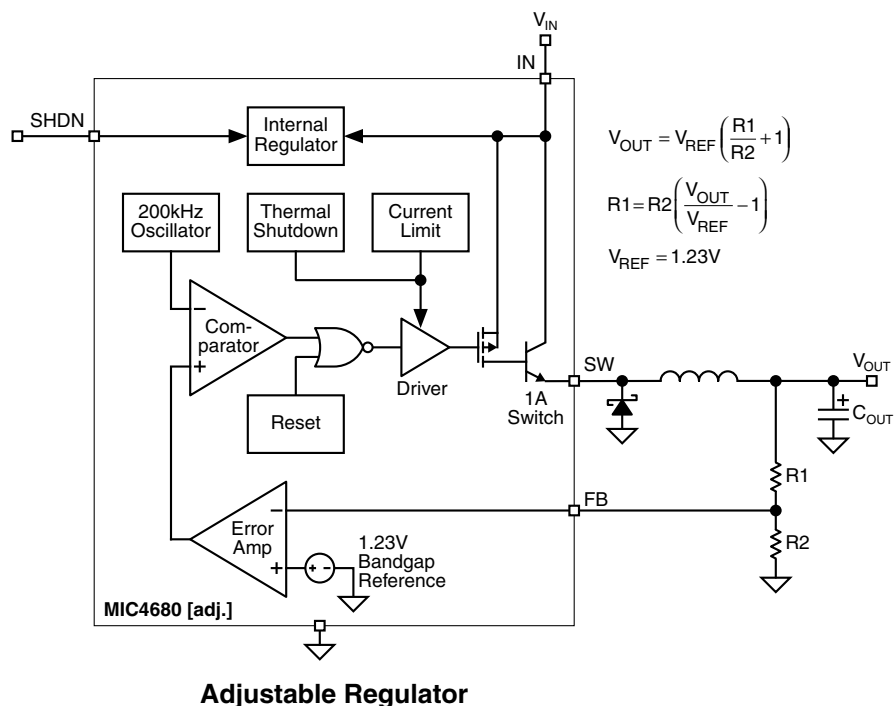 V_IN
IN
SHDN
Internal
Regulator
V_OUT = V_REF (R1/R2 + 1)
R1 = R2 (V_OUT/V_REF − 1)
V_REF = 1.23V
200kHz
Oscillator
Thermal
Shutdown
Current
Limit
−
Com-
parator
+
Driver
Reset
1A
Switch
SW
V_OUT
+
C_OUT
R1
FB
R2
−
Error
Amp
+
+ −
1.23V
Bandgap
Reference
MIC4680 [adj.]
Adjustable Regulator